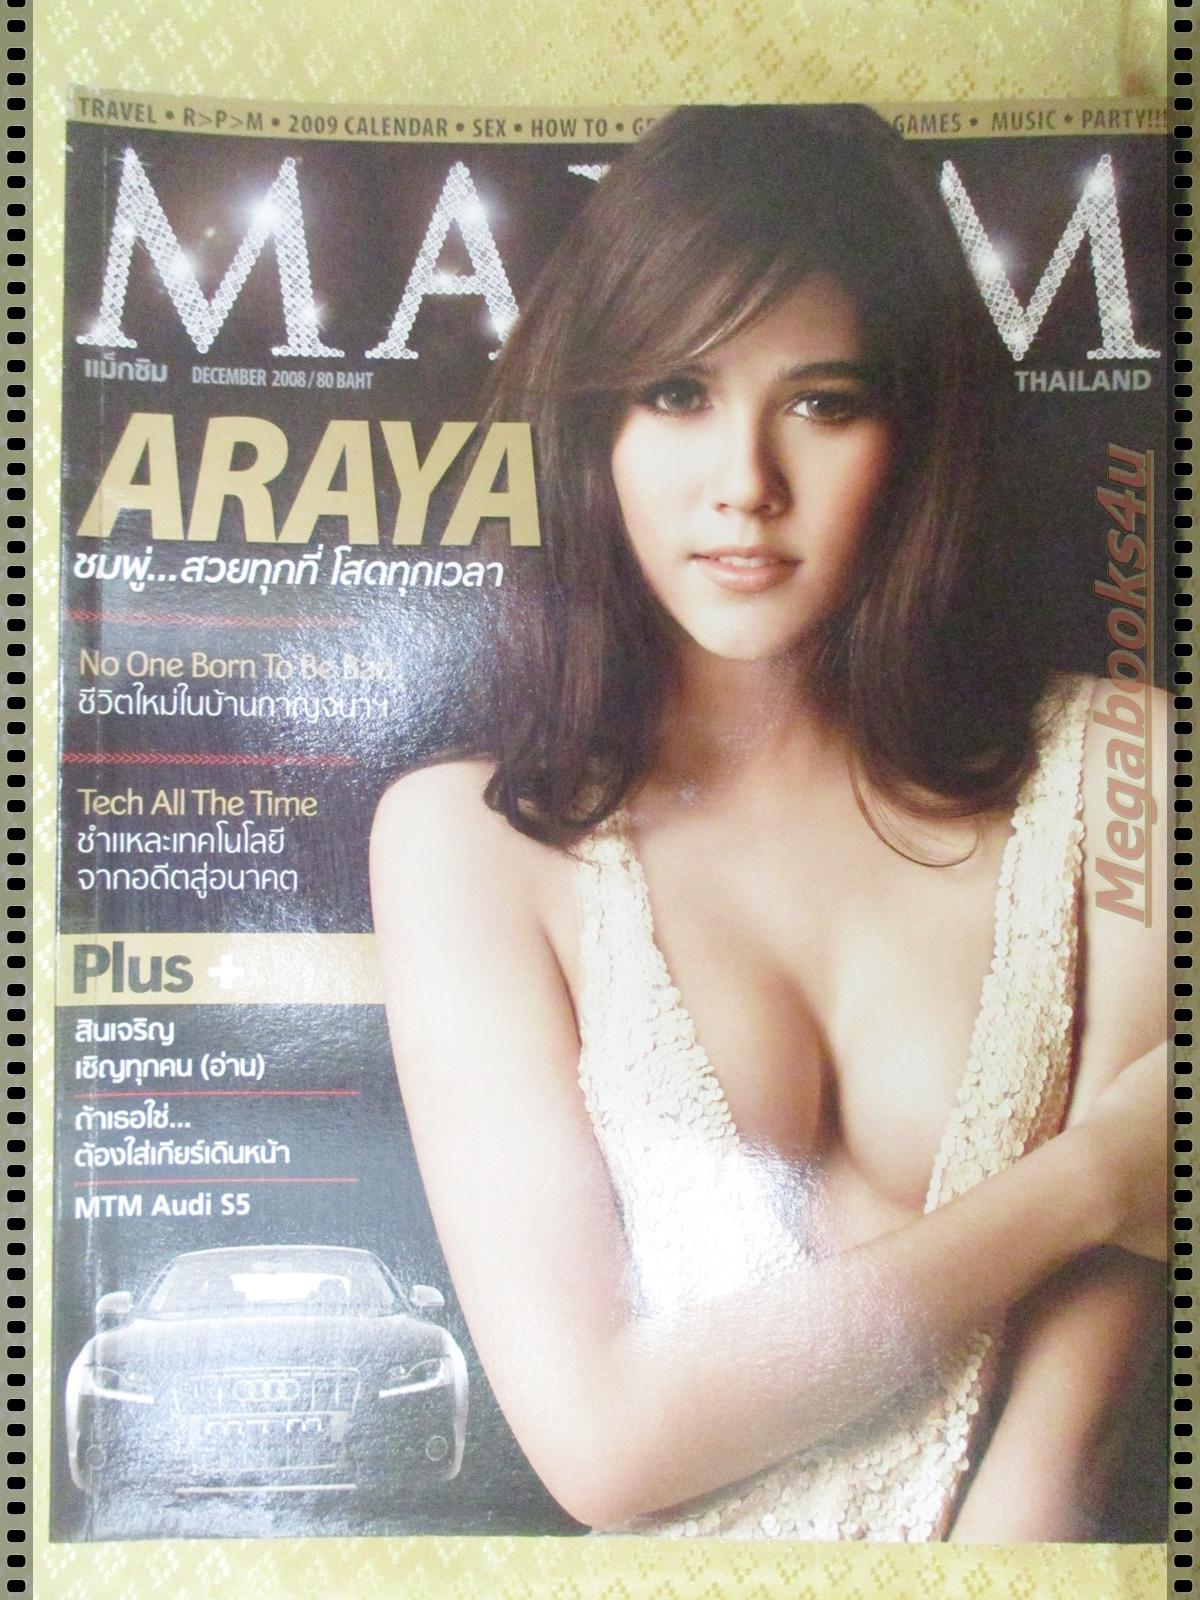 TRAVEL • R>P>M • 2009 CALENDAR • SEX • HOW TO • GAMES • MUSIC • PARTY!!!
MAXIM
แม็กซิม DECEMBER 2008 / 80 BAHT
THAILAND
ARAYA
ชมพู่...สวยทุกที่ โสดทุกเวลา
No One Born To Be Bad
ชีวิตใหม่ในบ้านกาญจนาฯ
Tech All The Time
ชำแหละเทคโนโลยี
จากอดีตสู่อนาคต
Plus +
สินเจริญ
เชิญทุกคน (อ่าน)
ถ้าเธอใช่...
ต้องใส่เกียร์เดินหน้า
MTM Audi S5
mTm
Megabooks4u